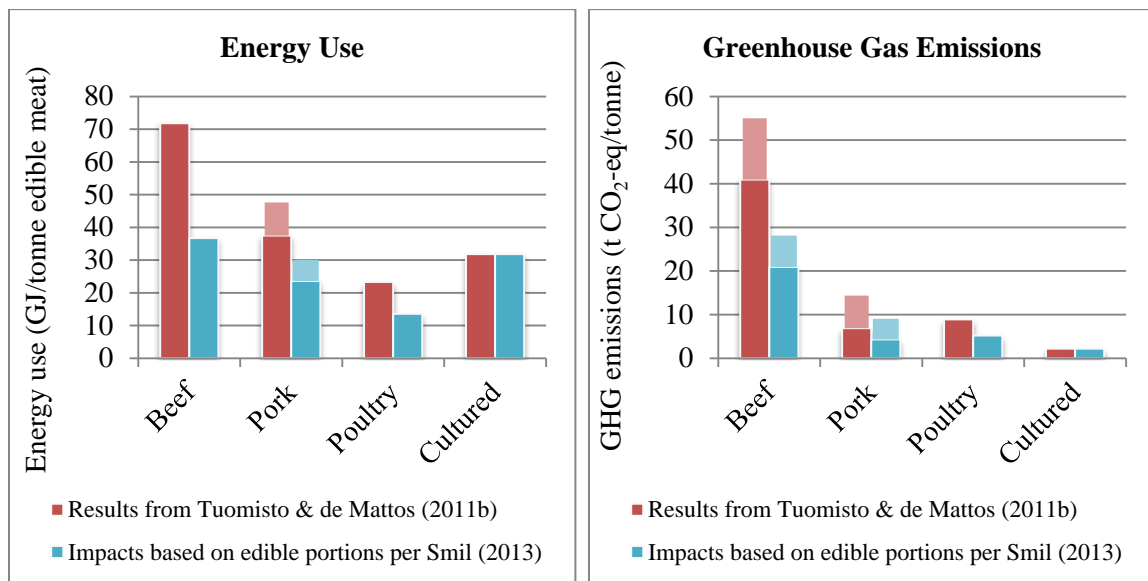 Energy Use
Energy use (GJ/tonne edible meat)
80
70
60
50
40
30
20
10
0
Beef
Pork
Poultry
Cultured
Results from Tuomisto & de Mattos (2011b)
Impacts based on edible portions per Smil (2013)
Greenhouse Gas Emissions
GHG emissions (t CO₂-eq/tonne)
60
50
40
30
20
10
0
Beef
Pork
Poultry
Cultured
Results from Tuomisto & de Mattos (2011b)
Impacts based on edible portions per Smil (2013)